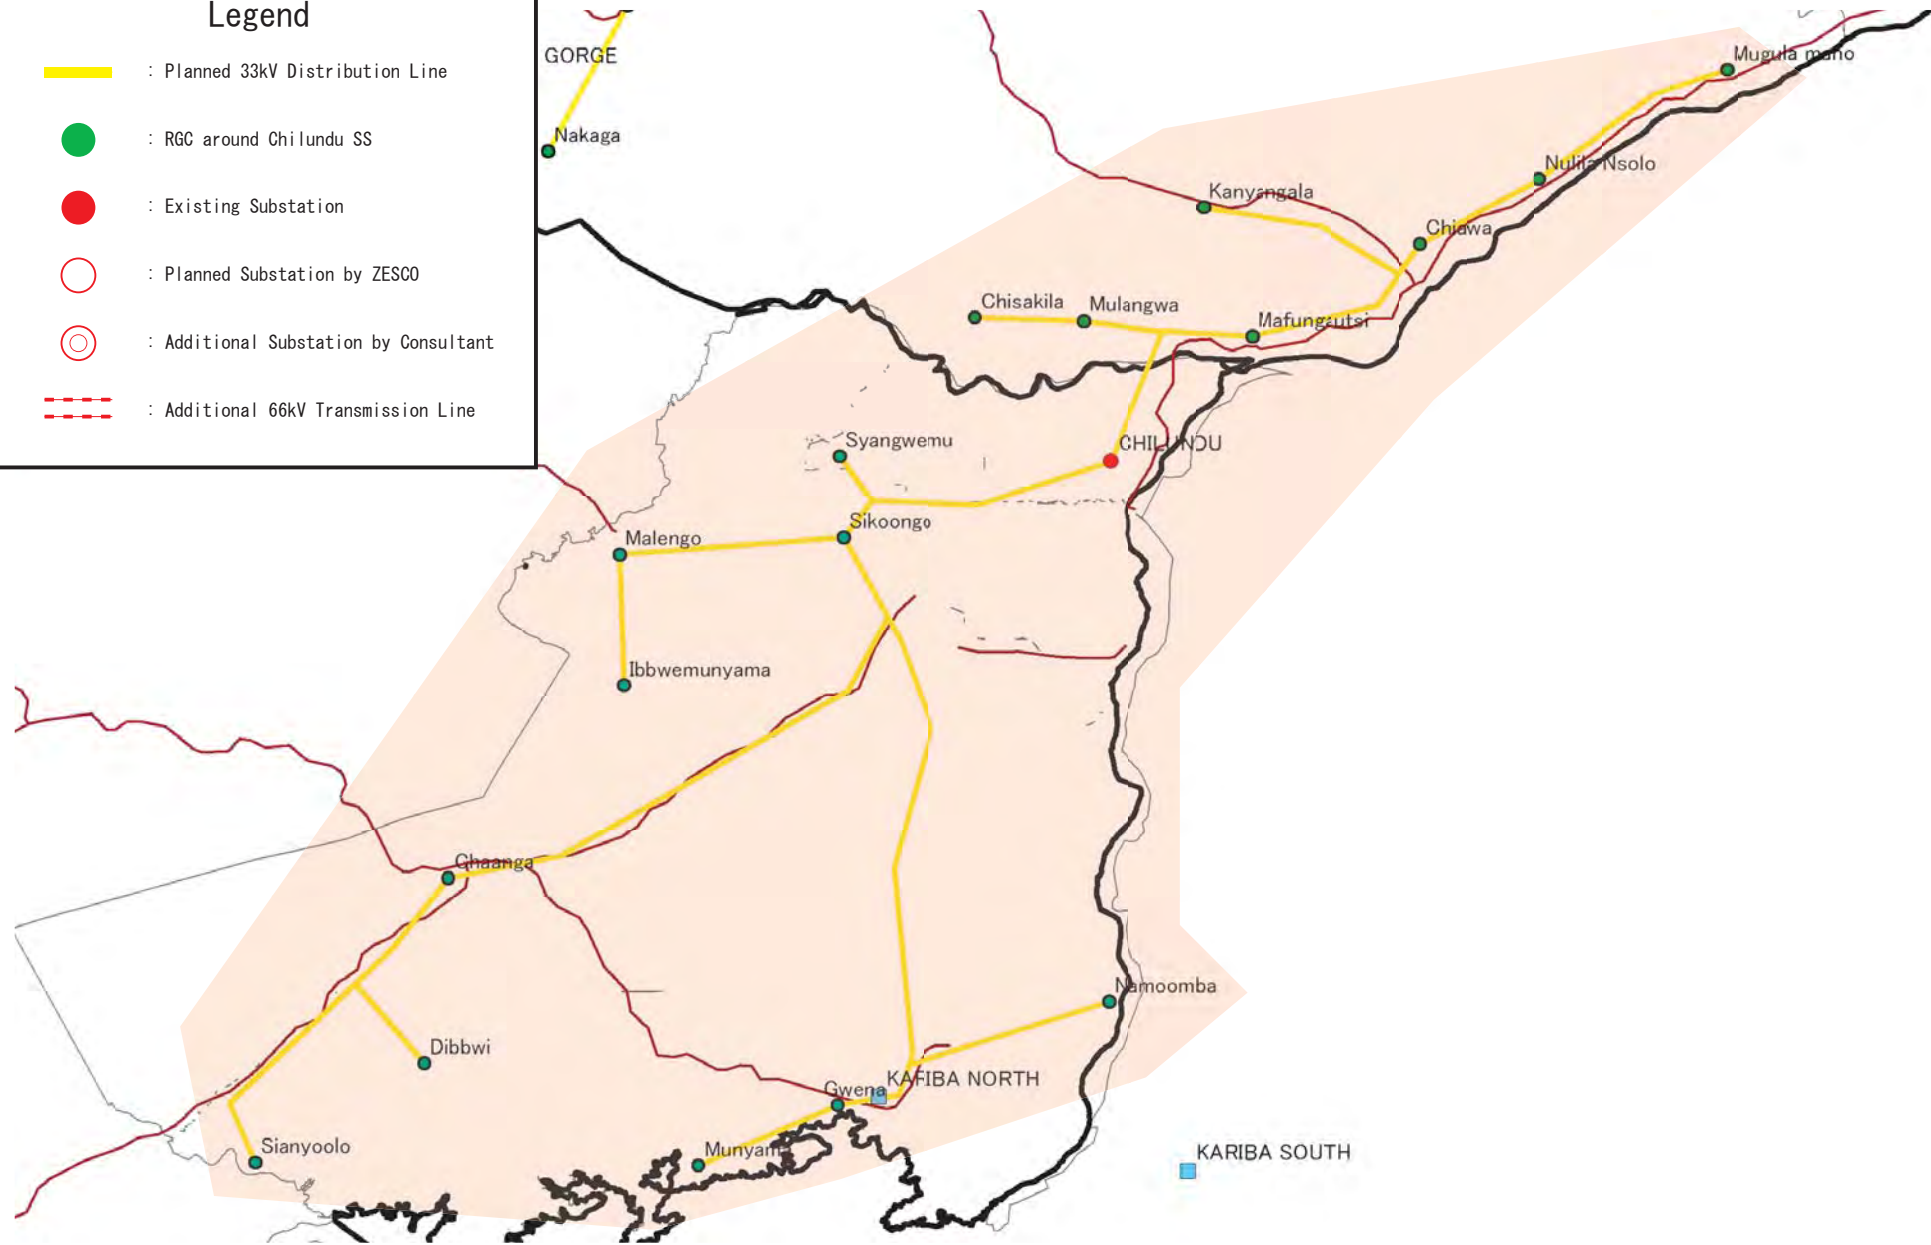 Legend
: Planned 33kV Distribution Line
: RGC around Chilundu SS
: Existing Substation
: Planned Substation by ZESCO
: Additional Substation by Consultant
: Additional 66kV Transmission Line
GORGE
Nakaga
Mugula mano
Nulila Nsolo
Kanyangala
Chiawa
Chisakila
Mulangwa
Mafungautsi
Syangwemu
CHILUNDU
Sikoongo
Malengo
Ibbwemunyama
Chaanga
Namoomba
Dibbwi
KAFIBA NORTH
Gwena
Sianyoolo
Munyama
KARIBA SOUTH